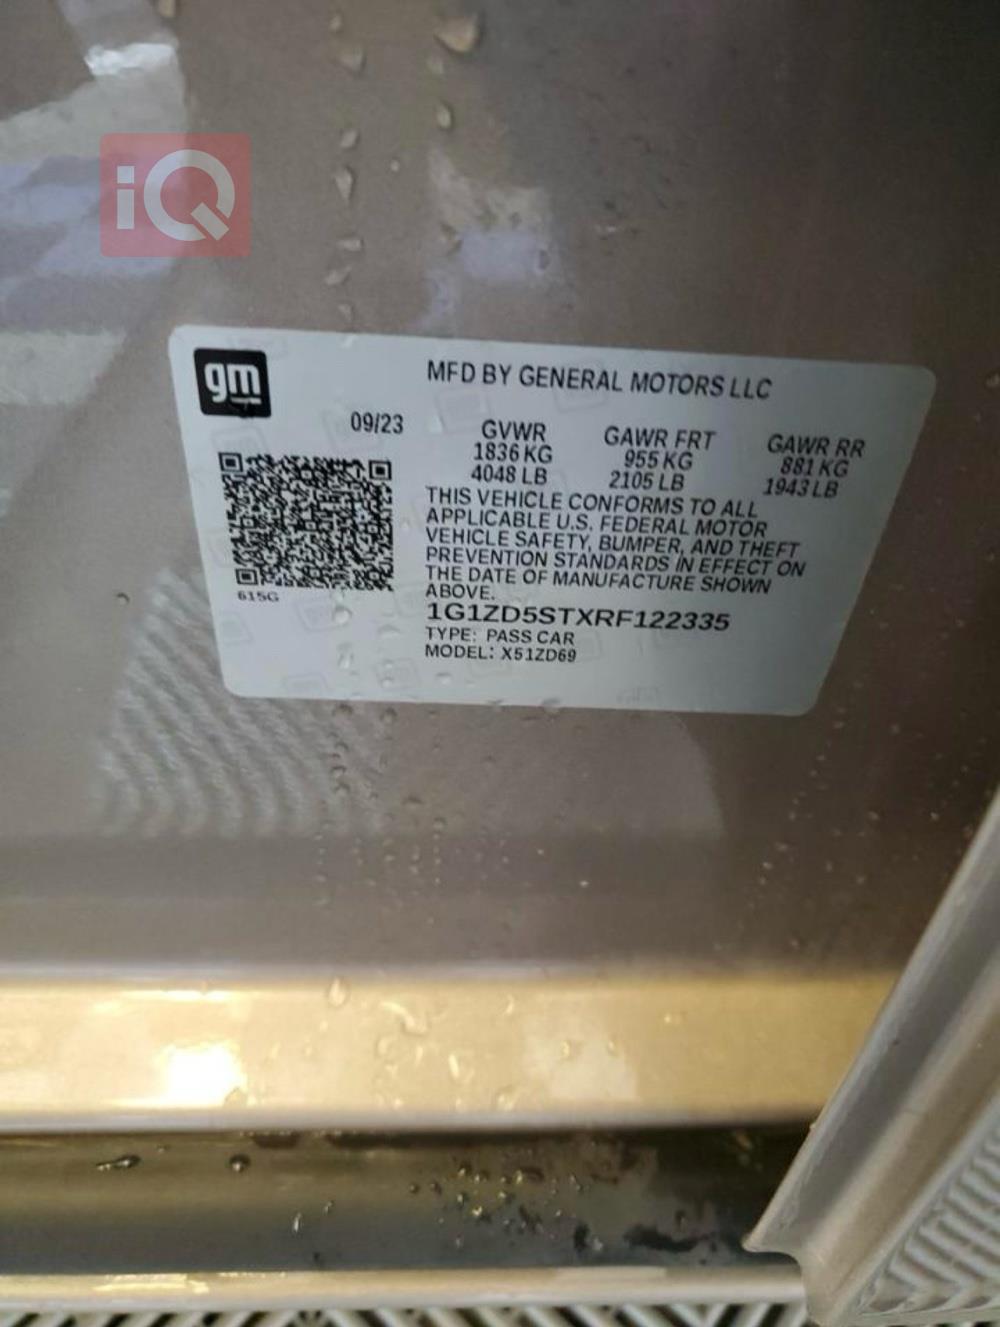 iQ
gm
MFD BY GENERAL MOTORS LLC
09/23
GVWR GAWR FRT GAWR RR
1836 KG 955 KG 881 KG
4048 LB 2105 LB 1943 LB
THIS VEHICLE CONFORMS TO ALL
APPLICABLE U.S. FEDERAL MOTOR
VEHICLE SAFETY, BUMPER, AND THEFT
PREVENTION STANDARDS IN EFFECT ON
THE DATE OF MANUFACTURE SHOWN
ABOVE.
615G
1G1ZD5STXRF122335
TYPE: PASS CAR
MODEL: X51ZD69